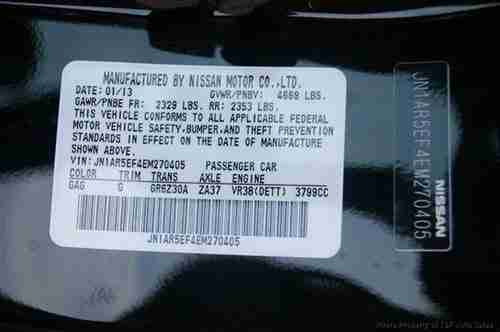 MANUFACTURED BY NISSAN MOTOR CO.,LTD.
DATE: 01/13 GVWR/PNBV: 4668 LBS.
GAWR/PNBE FR: 2329 LBS. RR: 2353 LBS.
THIS VEHICLE CONFORMS TO ALL APPLICABLE FEDERAL
MOTOR VEHICLE SAFETY,BUMPER,AND THEFT PREVENTION
STANDARDS IN EFFECT ON THE DATE OF MANUFACTURE
SHOWN ABOVE.
VIN: JN1AR5EF4EM270405 PASSENGER CAR
COLOR TRIM TRANS AXLE ENGINE
GAG G GR6Z30A ZA37 VR38(DETT) 3799CC
JN1AR5EF4EM270405
JN1AR5EF4EM270405
NISSAN